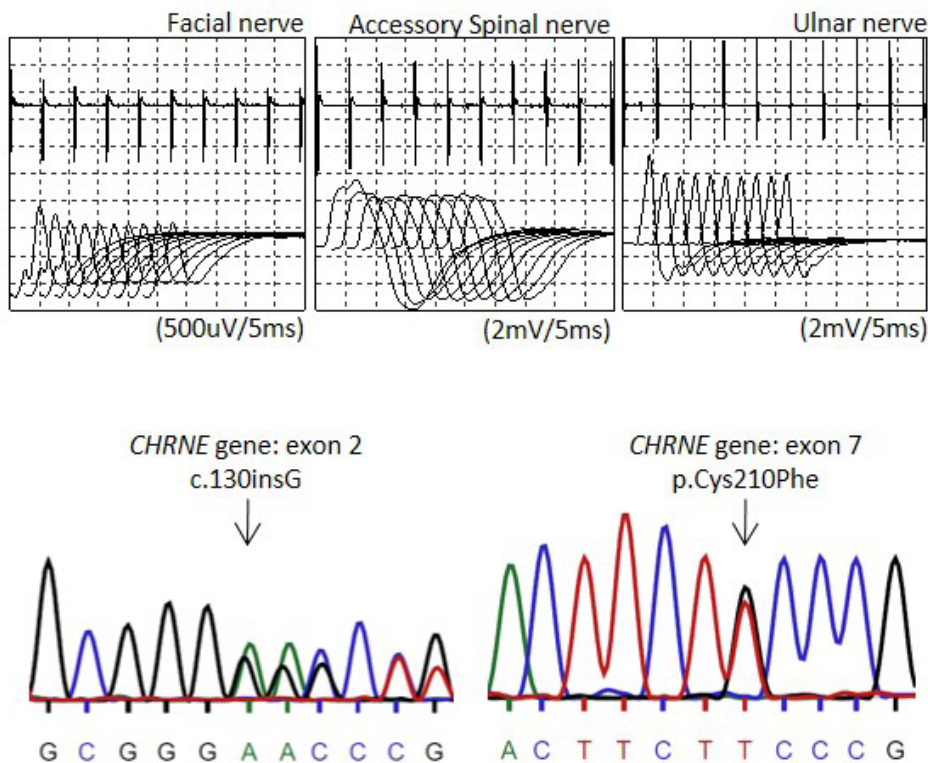 Facial nerve
Accessory Spinal nerve
Ulnar nerve
(500uV/5ms)
(2mV/5ms)
(2mV/5ms)
CHRNE gene: exon 2
c.130insG
CHRNE gene: exon 7
p.Cys210Phe
G C G G G A A C C C G
A C T T C T T C C C G